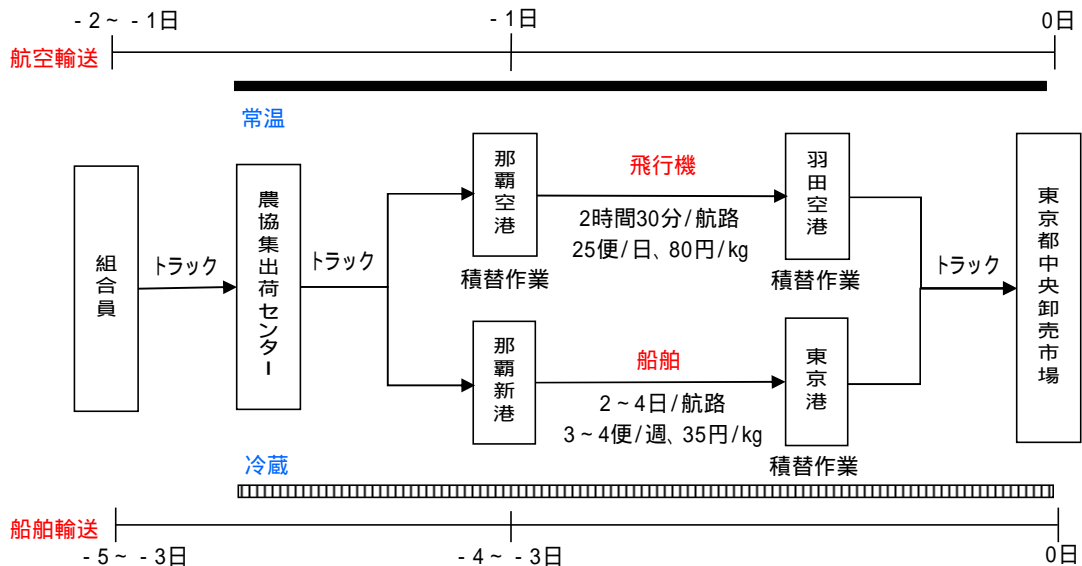 -2~-1日
-1日
0日
航空輸送
常温
組合員
トラック
農協集出荷センター
トラック
那覇空港
積替作業
飛行機
2時間30分/航路
25便/日、80円/kg
羽田空港
積替作業
那覇新港
船舶
2~4日/航路
3~4便/週、35円/kg
東京港
積替作業
トラック
東京都中央卸売市場
冷蔵
船舶輸送
-5~-3日
-4~-3日
0日